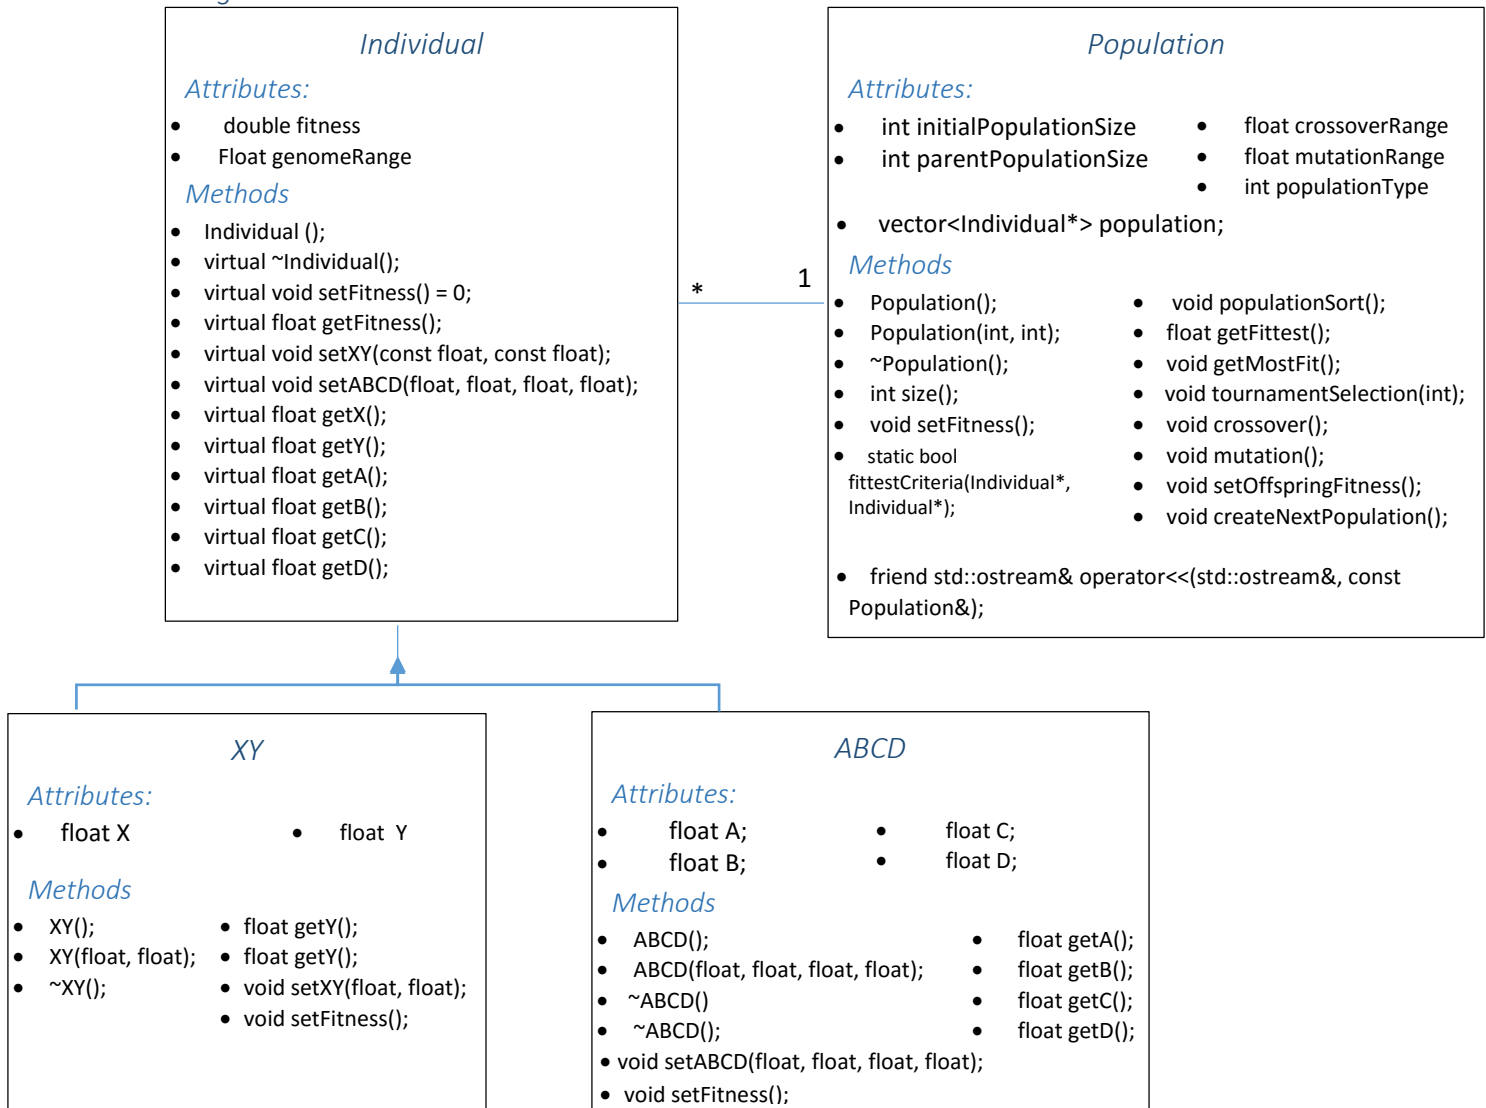 Individual
Attributes:
• double fitness
• Float genomeRange
Methods
• Individual ();
• virtual ~Individual();
• virtual void setFitness() = 0;
• virtual float getFitness();
• virtual void setXY(const float, const float);
• virtual void setABCD(float, float, float, float);
• virtual float getX();
• virtual float getY();
• virtual float getA();
• virtual float getB();
• virtual float getC();
• virtual float getD();
* 1
Population
Attributes:
• int initialPopulationSize
• int parentPopulationSize
• float crossoverRange
• float mutationRange
• int populationType
• vector<Individual*> population;
Methods
• Population();
• Population(int, int);
• ~Population();
• int size();
• void setFitness();
• static bool
fittestCriteria(Individual*,
Individual*);
• void populationSort();
• float getFittest();
• void getMostFit();
• void tournamentSelection(int);
• void crossover();
• void mutation();
• void setOffspringFitness();
• void createNextPopulation();
• friend std::ostream& operator<<(std::ostream&, const
Population&);
XY
Attributes:
• float X
• float Y
Methods
• XY();
• XY(float, float);
• ~XY();
• float getY();
• float getY();
• void setXY(float, float);
• void setFitness();
ABCD
Attributes:
• float A;
• float B;
• float C;
• float D;
Methods
• ABCD();
• ABCD(float, float, float, float);
• ~ABCD()
• ~ABCD();
• float getA();
• float getB();
• float getC();
• float getD();
• void setABCD(float, float, float, float);
• void setFitness();